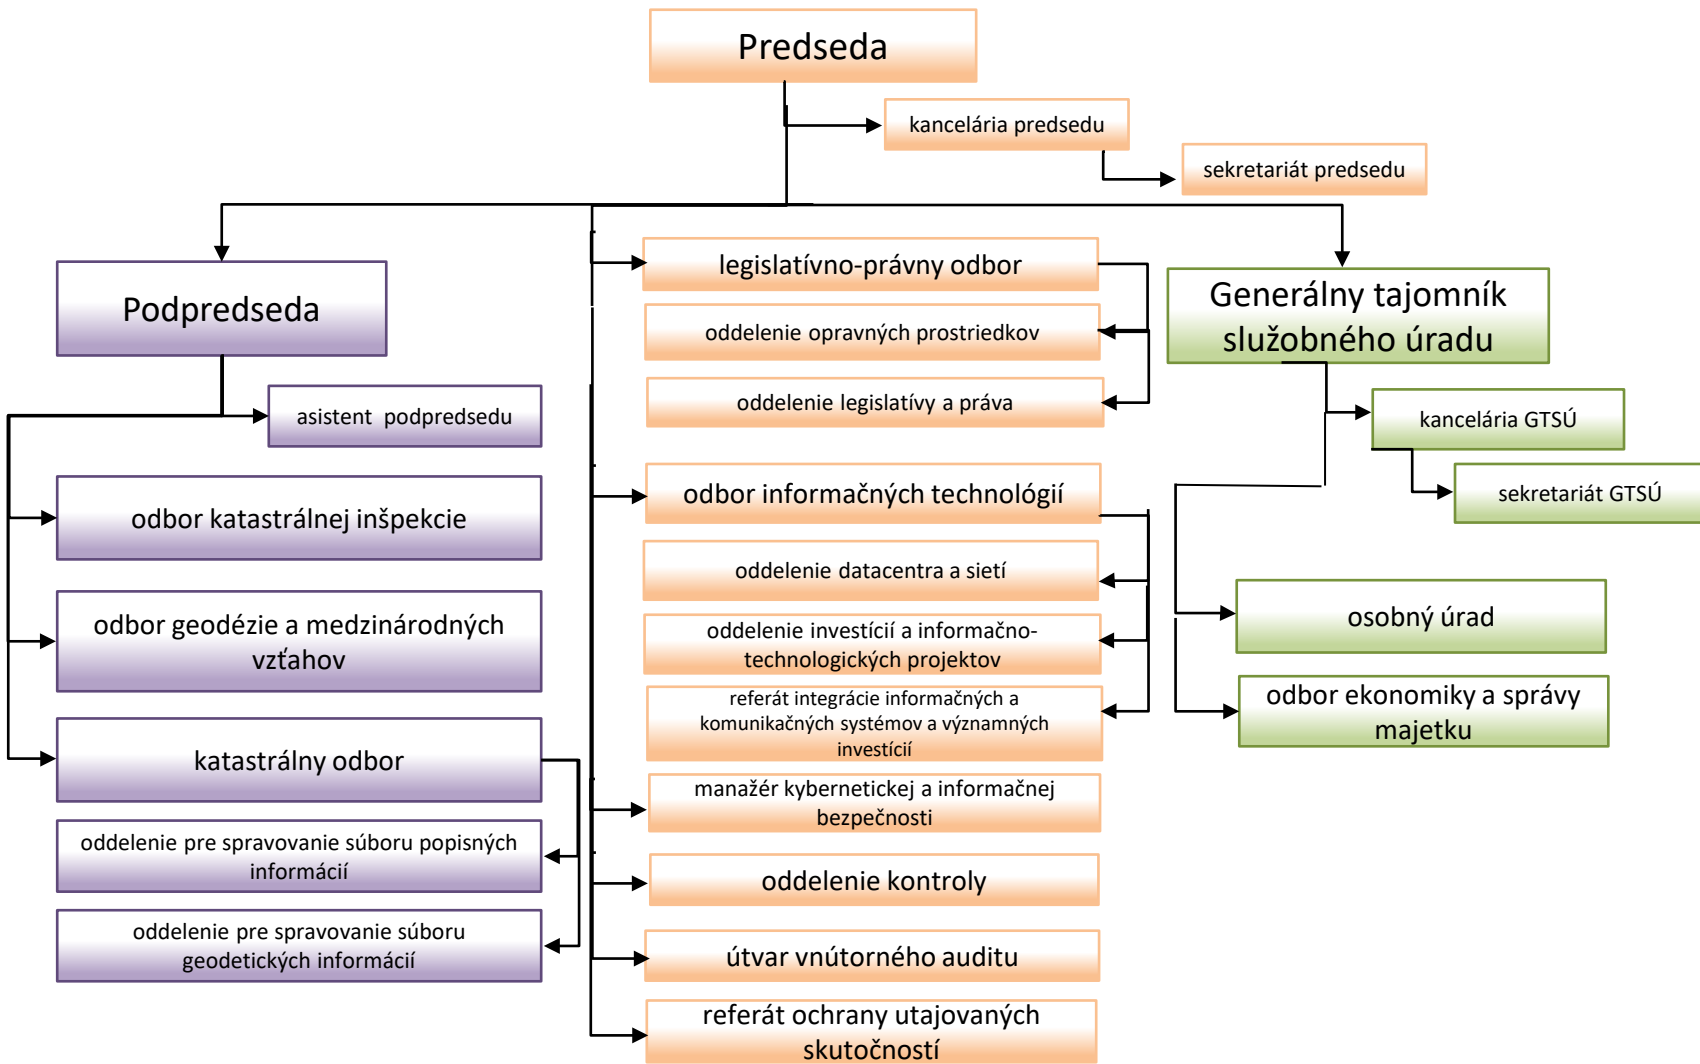 Predseda
kancelária predsedu
sekretariát predsedu
Podpredseda
asistent  podpredsedu
odbor katastrálnej inšpekcie
odbor geodézie a medzinárodných
vzťahov
katastrálny odbor
oddelenie pre spravovanie súboru popisných
informácií
oddelenie pre spravovanie súboru
geodetických informácií
legislatívno-právny odbor
oddelenie opravných prostriedkov
oddelenie legislatívy a práva
odbor informačných technológií
oddelenie datacentra a sietí
oddelenie investícií a informačno-
technologických projektov
referát integrácie informačných a
komunikačných systémov a významných
investícií
manažér kybernetickej a informačnej
bezpečnosti
oddelenie kontroly
útvar vnútorného auditu
referát ochrany utajovaných
skutočností
Generálny tajomník
služobného úradu
kancelária GTSÚ
sekretariát GTSÚ
osobný úrad
odbor ekonomiky a správy
majetku